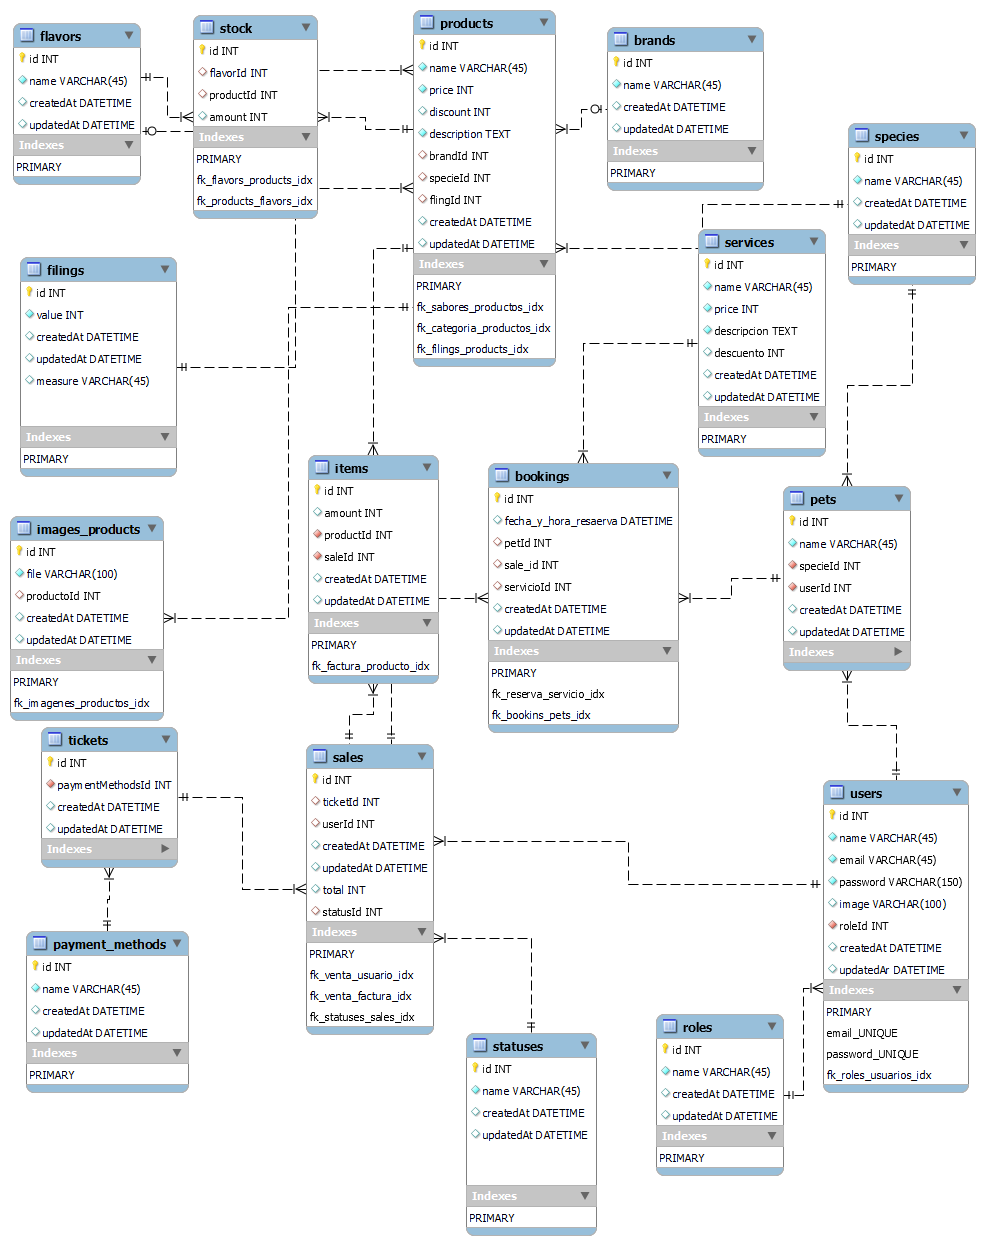 flavors
id INT
name VARCHAR(45)
createdAt DATETIME
updatedAt DATETIME
Indexes
PRIMARY
stock
id INT
flavorId INT
productId INT
amount INT
Indexes
PRIMARY
fk_flavors_products_idx
fk_products_flavors_idx
products
id INT
name VARCHAR(45)
price INT
discount INT
description TEXT
brandId INT
specieId INT
flingId INT
createdAt DATETIME
updatedAt DATETIME
Indexes
PRIMARY
fk_sabores_productos_idx
fk_categoria_productos_idx
fk_filings_products_idx
brands
id INT
name VARCHAR(45)
createdAt DATETIME
updatedAt DATETIME
Indexes
PRIMARY
species
id INT
name VARCHAR(45)
createdAt DATETIME
updatedAt DATETIME
Indexes
PRIMARY
services
id INT
name VARCHAR(45)
price INT
descripcion TEXT
descuento INT
createdAt DATETIME
updatedAt DATETIME
Indexes
PRIMARY
filings
id INT
value INT
createdAt DATETIME
updatedAt DATETIME
measure VARCHAR(45)
Indexes
PRIMARY
items
id INT
amount INT
productId INT
saleId INT
createdAt DATETIME
updatedAt DATETIME
Indexes
PRIMARY
fk_factura_producto_idx
bookings
id INT
fecha_y_hora_resaerva DATETIME
petId INT
sale_id INT
servicioId INT
createdAt DATETIME
updatedAt DATETIME
Indexes
PRIMARY
fk_reserva_servicio_idx
fk_bookins_pets_idx
pets
id INT
name VARCHAR(45)
specieId INT
userId INT
createdAt DATETIME
updatedAt DATETIME
Indexes
images_products
id INT
file VARCHAR(100)
productoId INT
createdAt DATETIME
updatedAt DATETIME
Indexes
PRIMARY
fk_imagenes_productos_idx
tickets
id INT
paymentMethodsId INT
createdAt DATETIME
updatedAt DATETIME
Indexes
sales
id INT
ticketId INT
userId INT
createdAt DATETIME
updatedAt DATETIME
total INT
statusId INT
Indexes
PRIMARY
fk_venta_usuario_idx
fk_venta_factura_idx
fk_statuses_sales_idx
users
id INT
name VARCHAR(45)
email VARCHAR(45)
password VARCHAR(150)
image VARCHAR(100)
roleId INT
createdAt DATETIME
updatedAr DATETIME
Indexes
PRIMARY
email_UNIQUE
password_UNIQUE
fk_roles_usuarios_idx
payment_methods
id INT
name VARCHAR(45)
createdAt DATETIME
updatedAt DATETIME
Indexes
PRIMARY
statuses
id INT
name VARCHAR(45)
createdAt DATETIME
updatedAt DATETIME
Indexes
PRIMARY
roles
id INT
name VARCHAR(45)
createdAt DATETIME
updatedAt DATETIME
Indexes
PRIMARY